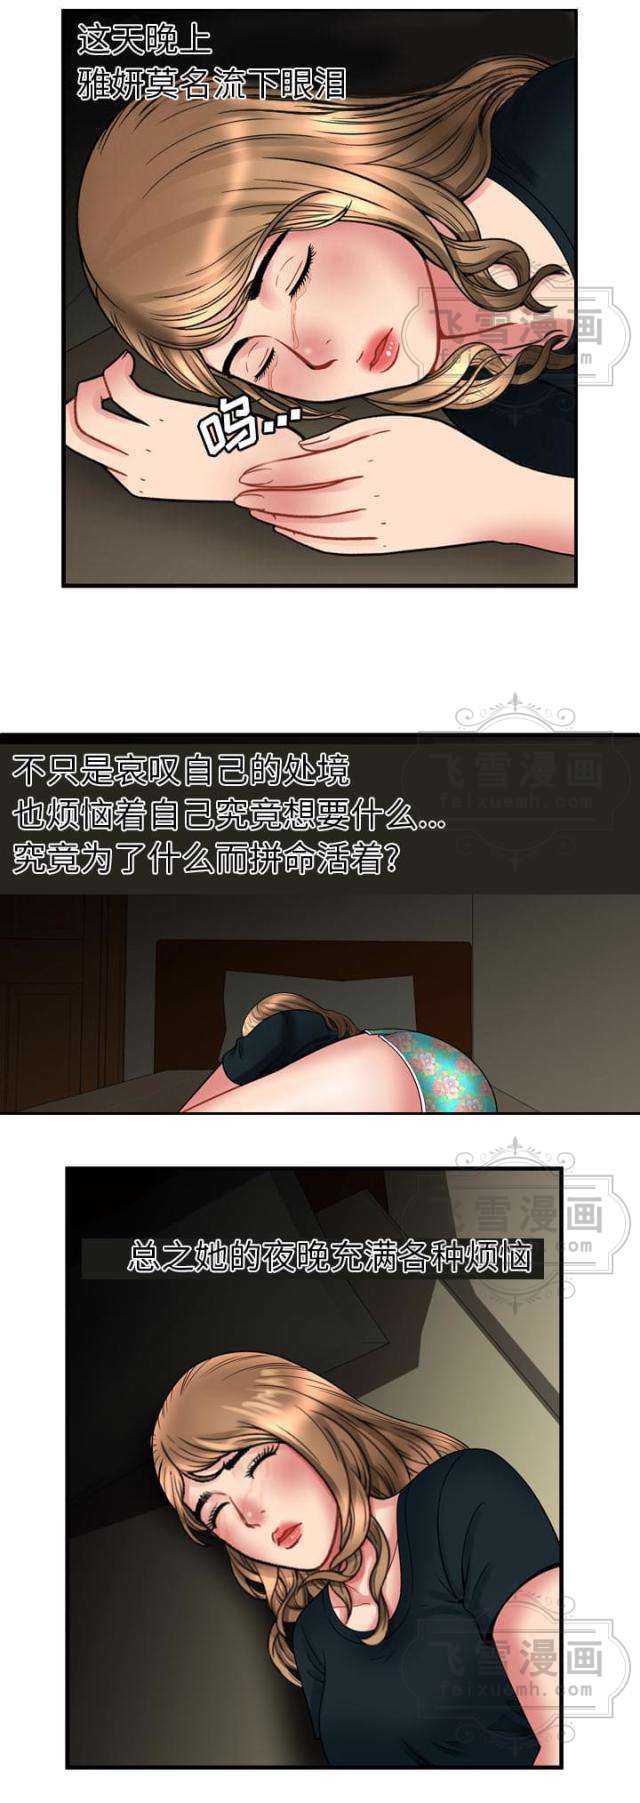 这天晚上
雅妍莫名流下眼泪
飞雪漫画
feixuemh.com
呜...
飞雪漫画
feixuemh.com
不只是哀叹自己的处境
也烦恼着自己究竟想要什么...
究竟为了什么而拼命活着?
飞雪漫画
feixuemh.com
总之她的夜晚充满各种烦恼
飞雪漫画
feixuemh.com